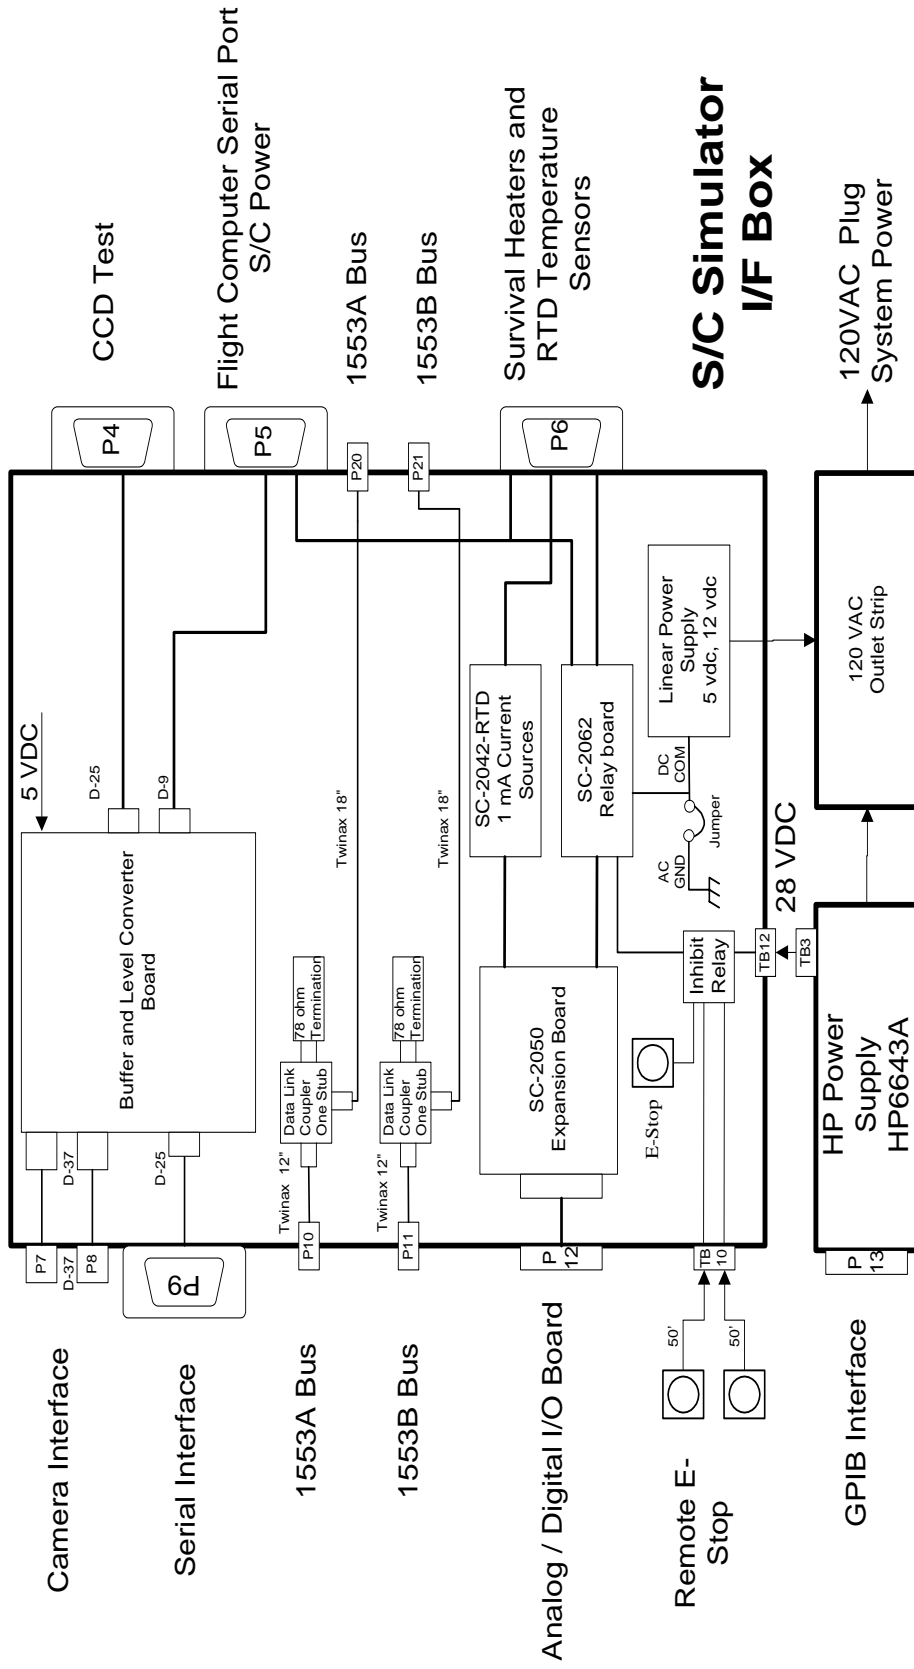 Camera Interface
Serial Interface
1553A Bus
1553B Bus
Analog / Digital I/O Board
Remote E-
Stop
GPIB Interface
P7
D-37
P8
P9
P10
P11
P
12
TB
10
50'
50'
P
13
D-37
D-25
Twinax 12"
Twinax 12"
Buffer and Level Converter
Board
5 VDC
D-25
D-9
Data Link
Coupler
One Stub
78 ohm
Termination
Twinax 18"
Data Link
Coupler
One Stub
78 ohm
Termination
Twinax 18"
SC-2050
Expansion Board
SC-2042-RTD
1 mA Current
Sources
SC-2062
Relay board
E-Stop
Inhibit
Relay
AC
GND
Jumper
DC
COM
Linear Power
Supply
5 vdc, 12 vdc
TB12
TB3
28 VDC
HP Power
Supply
HP6643A
120 VAC
Outlet Strip
P4
P5
P20
P21
P6
CCD Test
Flight Computer Serial Port
S/C Power
1553A Bus
1553B Bus
Survival Heaters and
RTD Temperature
Sensors
S/C Simulator
I/F Box
120VAC Plug
System Power